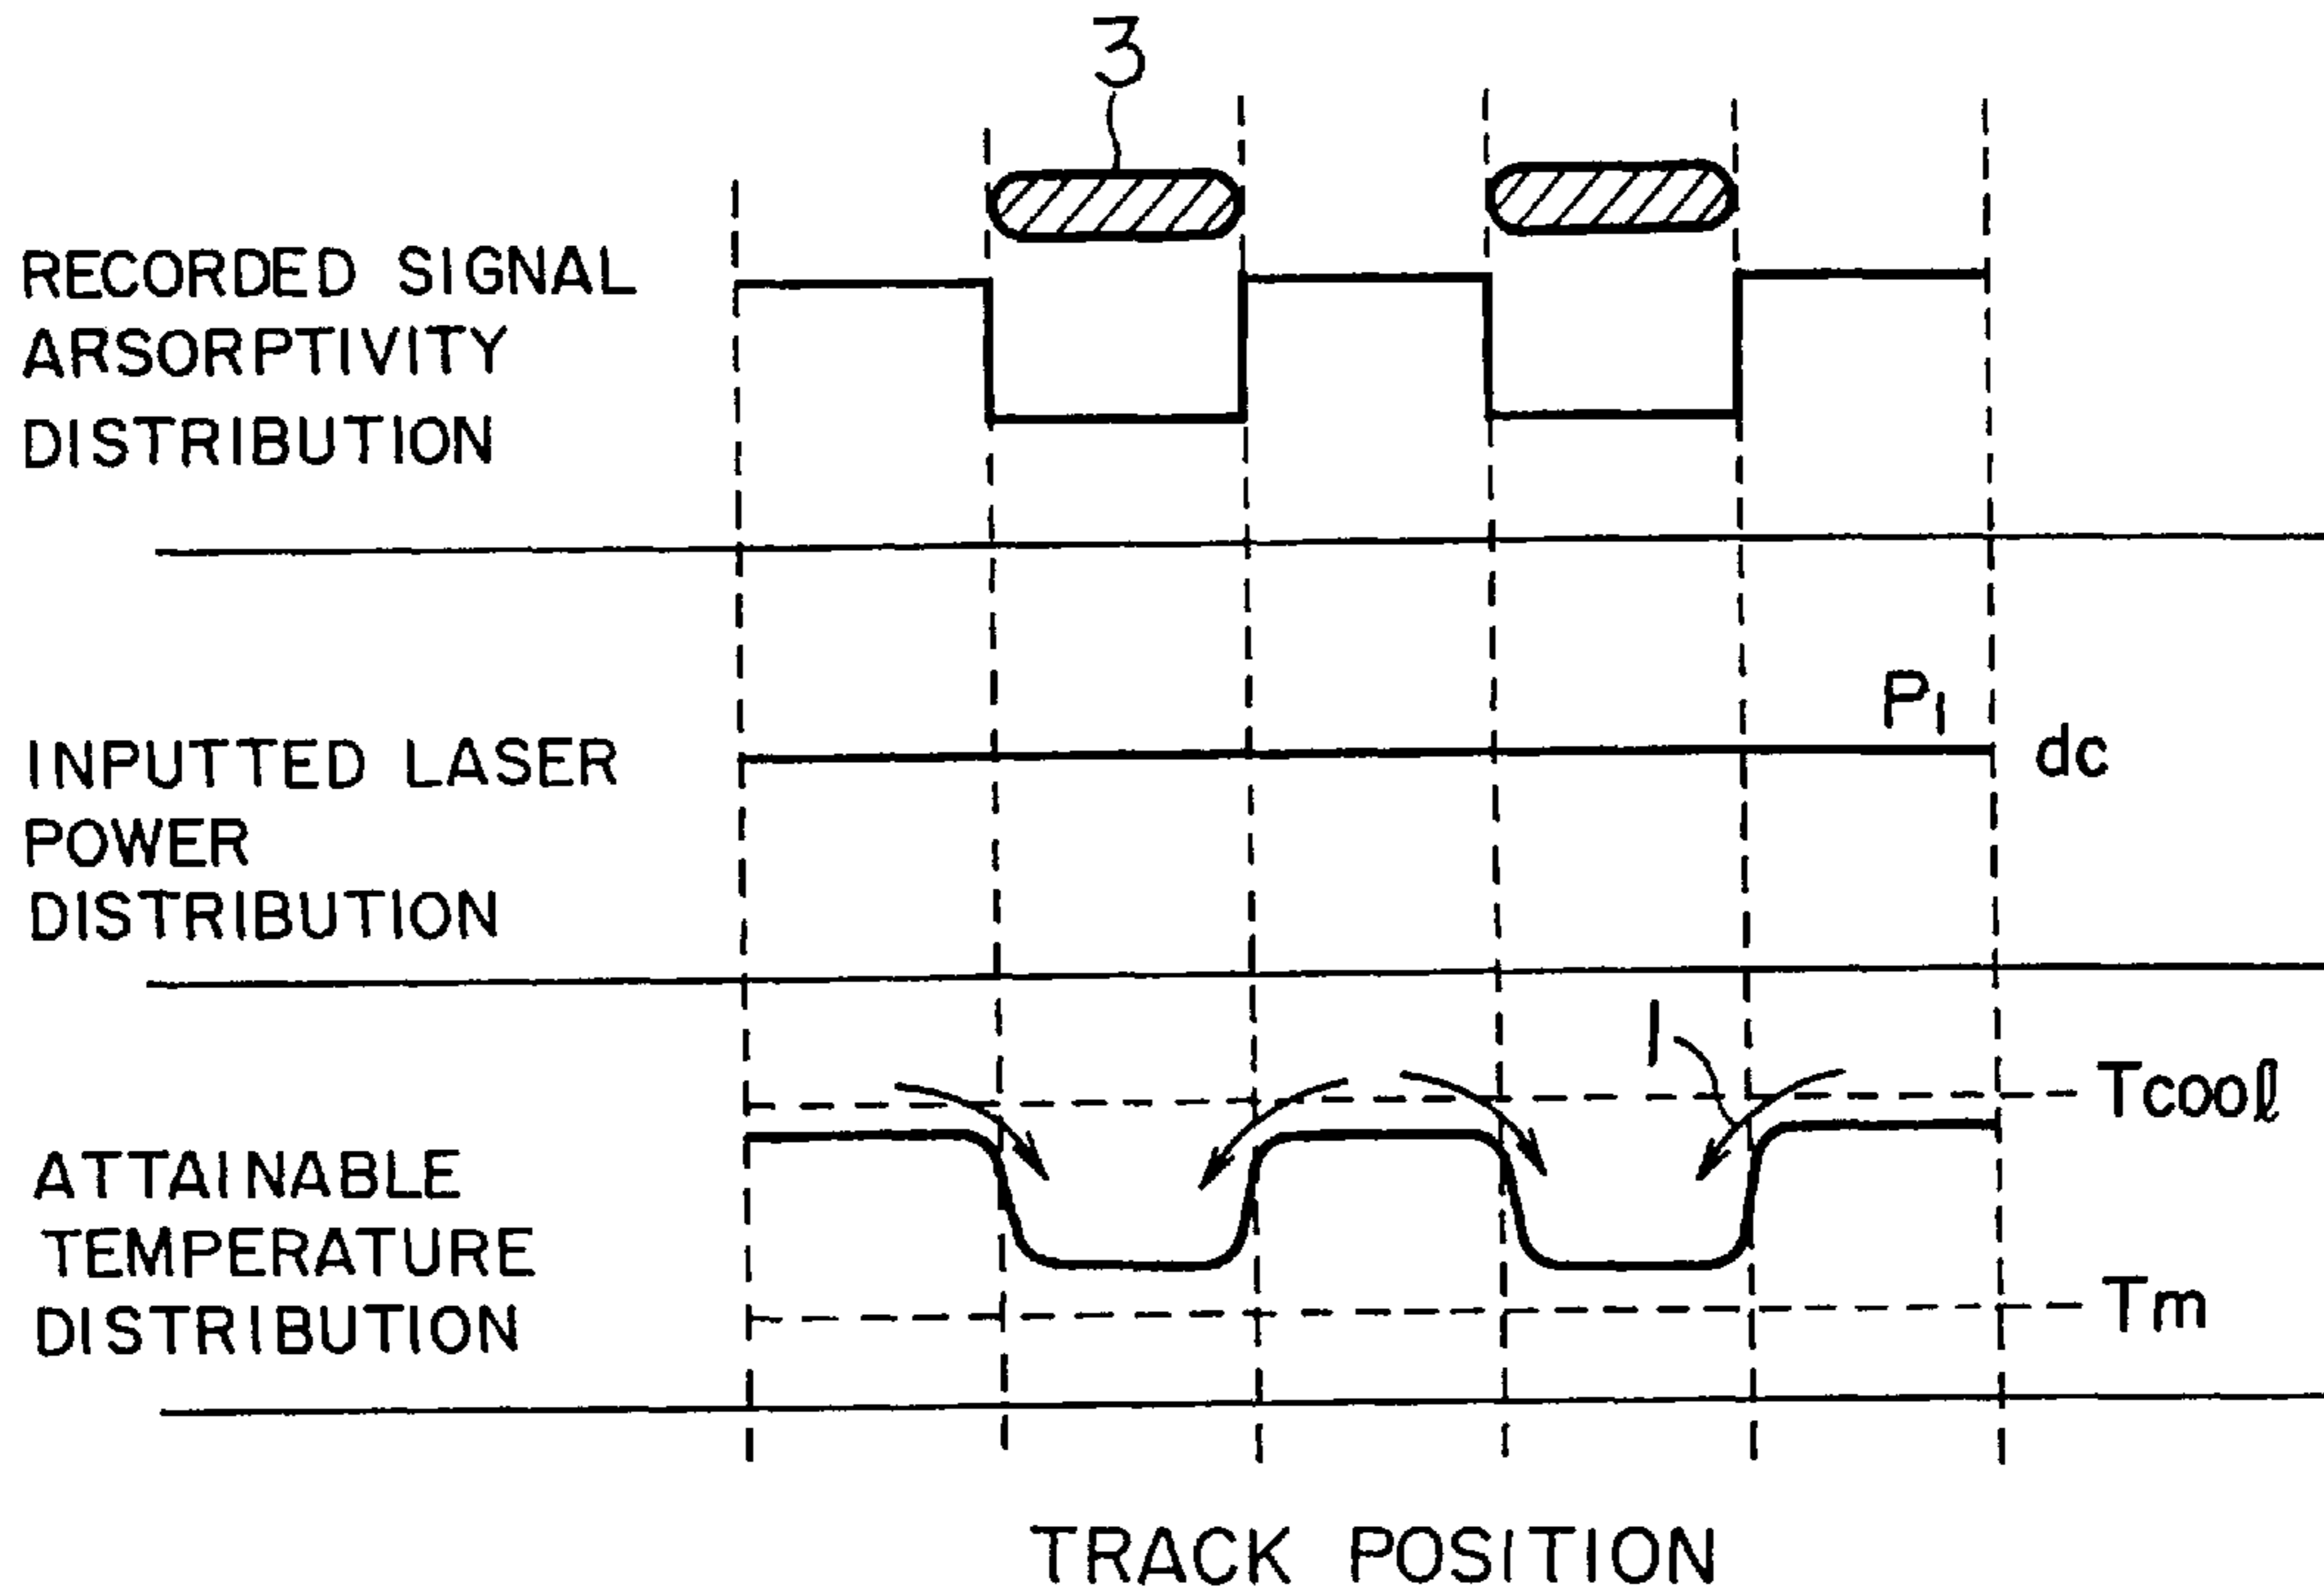 3
RECORDED SIGNAL
ARSORPTIVITY
DISTRIBUTION
P1
INPUTTED LASER
dc
POWER
DISTRIBUTION
1
Tcool
ATTAINABLE
TEMPERATURE
DISTRIBUTION
Tm
TRACK POSITION